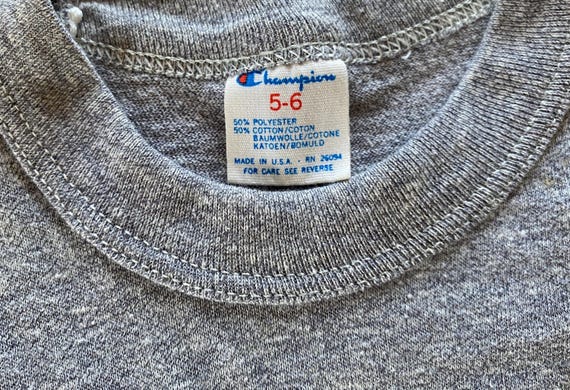 Champion
5-6
50% POLYESTER
50% COTTON/COTON
BAUMWOLLE/COTONE
KATOEN/BOMULD
MADE IN U.S.A. - RN 26094
FOR CARE SEE REVERSE